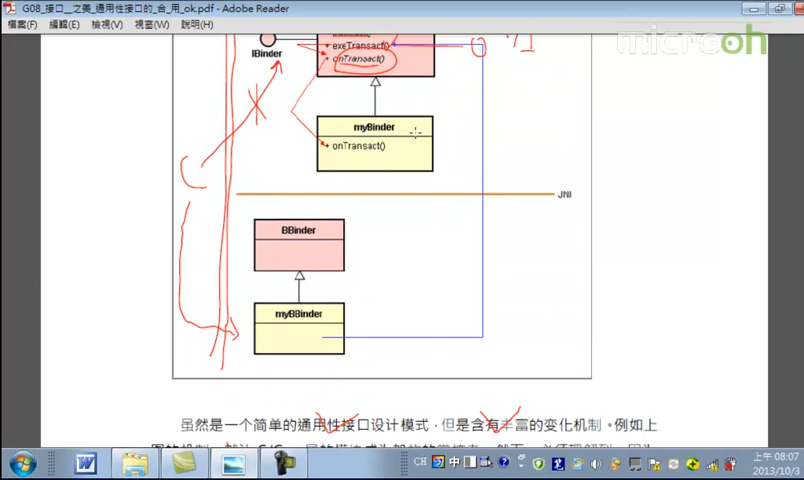 G08_接口__之美_通用性接口的_合_用_ok.pdf - Adobe Reader
檔案(F) 編輯(E) 檢視(V) 視窗(W) 說明(H)
microoh
IBinder
+ exeTransact()
+ onTransact()
myBinder
+ onTransact()
JNI
BBinder
myBBinder
虽然是一个简单的通用性接口设计模式，但是含有丰富的变化机制。例如上
CH 中
上午 08:07
2013/10/3